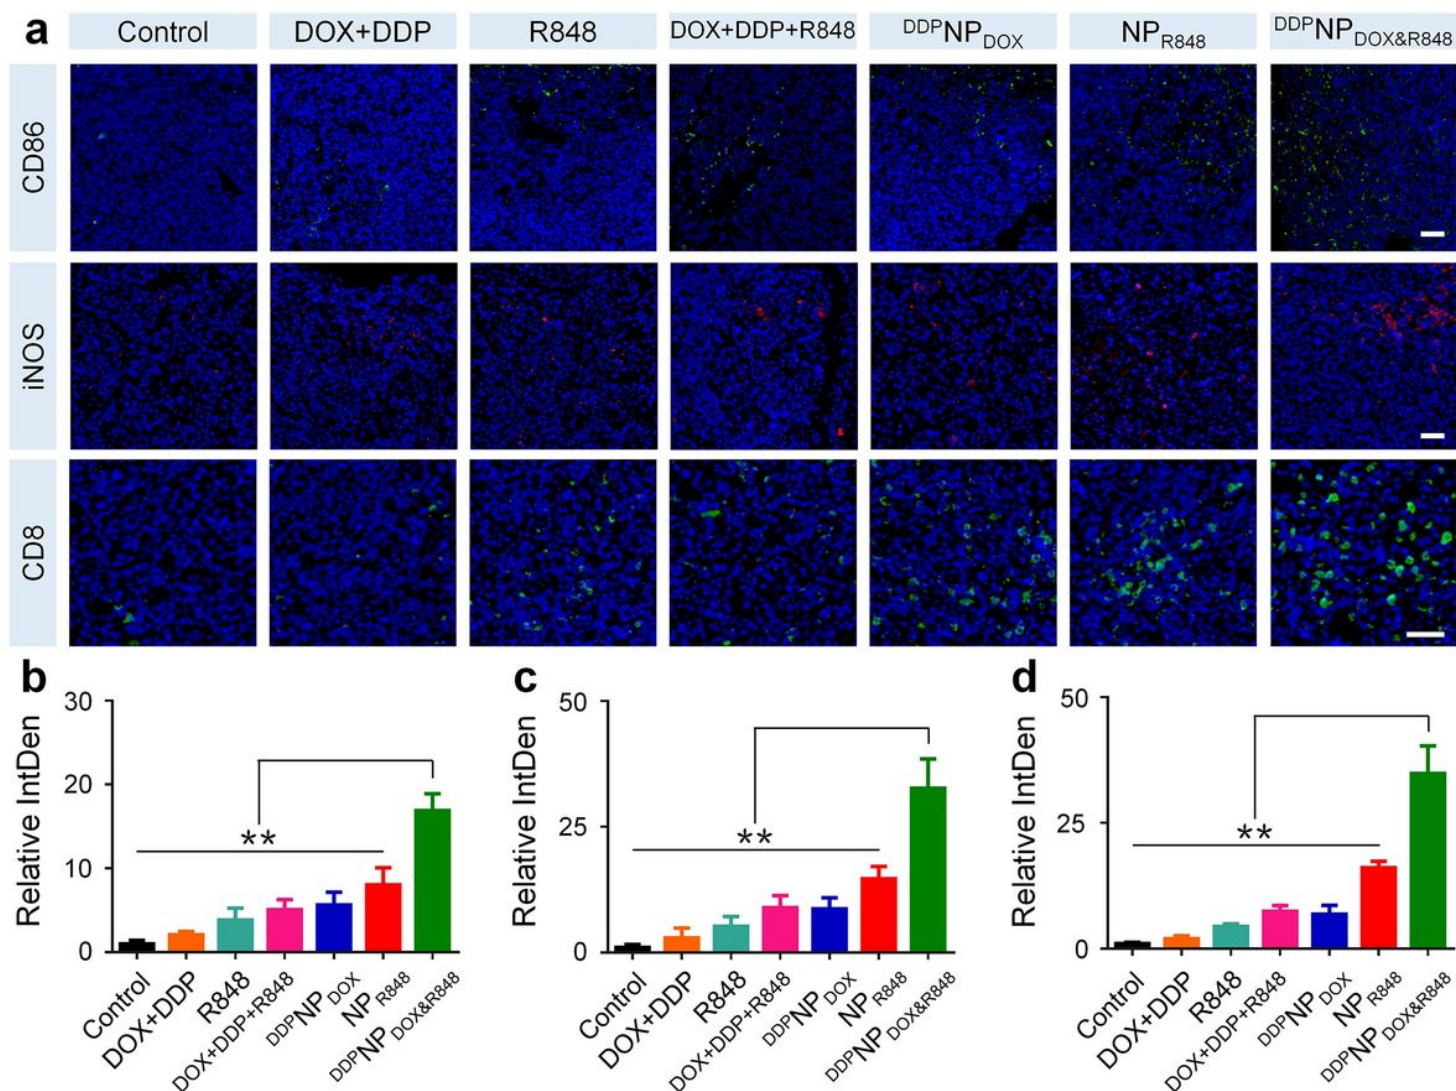 a
Control
DOX+DDP
R848
DOX+DDP+R848
DDPNPDOX
NPR848
DDPNPDOX&R848
CD86
iNOS
CD8
b
30
20
10
0
Relative IntDen
**
Control
DOX+DDP
R848
DOX+DDP+R848
DDPNPDOX
NPR848
DDPNPDOX&R848
c
50
25
0
Relative IntDen
**
Control
DOX+DDP
R848
DOX+DDP+R848
DDPNPDOX
NPR848
DDPNPDOX&R848
d
50
25
0
Relative IntDen
**
Control
DOX+DDP
R848
DOX+DDP+R848
DDPNPDOX
NPR848
DDPNPDOX&R848